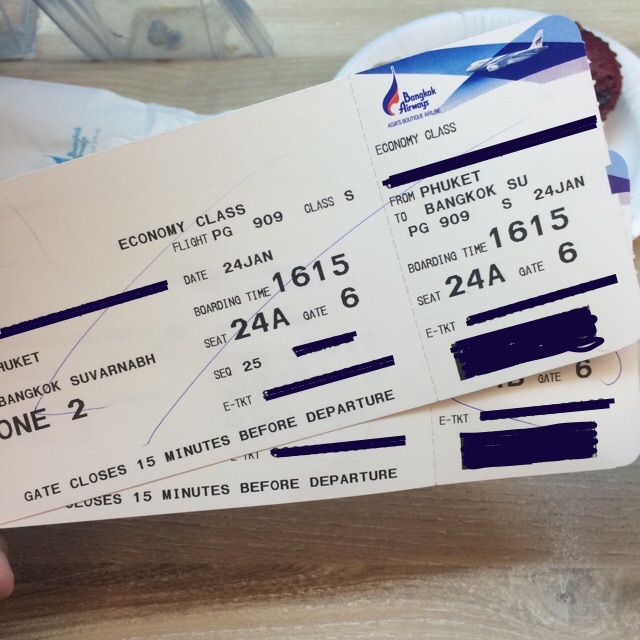 ECONOMY CLASS
FLIGHT PG 909 CLASS S
DATE 24JAN
BOARDING TIME 1615
SEAT 24A GATE 6
SEQ 25
E-TKT
HUKET
BANGKOK SUVARNABH
ONE 2
GATE CLOSES 15 MINUTES BEFORE DEPARTURE
Bangkok
Airways
ASIA'S BOUTIQUE AIRLINE
ECONOMY CLASS
FROM PHUKET
TO BANGKOK SU
PG 909 S 24JAN
BOARDING TIME 1615
SEAT 24A GATE 6
E-TKT
GATE 6
E-TKT
CLOSES 15 MINUTES BEFORE DEPARTURE